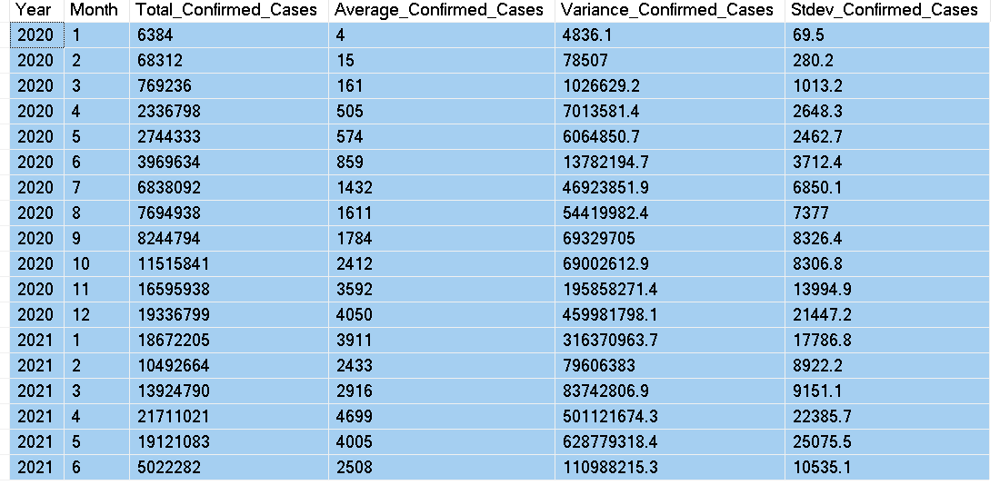 Year Month Total_Confirmed_Cases Average_Confirmed_Cases Variance_Confirmed_Cases Stdev_Confirmed_Cases
2020 1 6384 4 4836.1 69.5
2020 2 68312 15 78507 280.2
2020 3 769236 161 1026629.2 1013.2
2020 4 2336798 505 7013581.4 2648.3
2020 5 2744333 574 6064850.7 2462.7
2020 6 3969634 859 13782194.7 3712.4
2020 7 6838092 1432 46923851.9 6850.1
2020 8 7694938 1611 54419982.4 7377
2020 9 8244794 1784 69329705 8326.4
2020 10 11515841 2412 69002612.9 8306.8
2020 11 16595938 3592 195858271.4 13994.9
2020 12 19336799 4050 459981798.1 21447.2
2021 1 18672205 3911 316370963.7 17786.8
2021 2 10492664 2433 79606383 8922.2
2021 3 13924790 2916 83742806.9 9151.1
2021 4 21711021 4699 501121674.3 22385.7
2021 5 19121083 4005 628779318.4 25075.5
2021 6 5022282 2508 110988215.3 10535.1